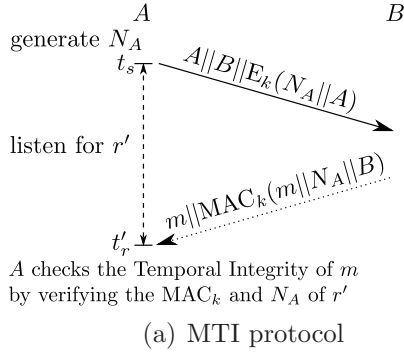 A B
generate N_A
t_s
A||B||E_k(N_A||A)
listen for r′
m||MAC_k(m||N_A||B)
t′_r
A checks the Temporal Integrity of m
by verifying the MAC_k and N_A of r′
(a) MTI protocol